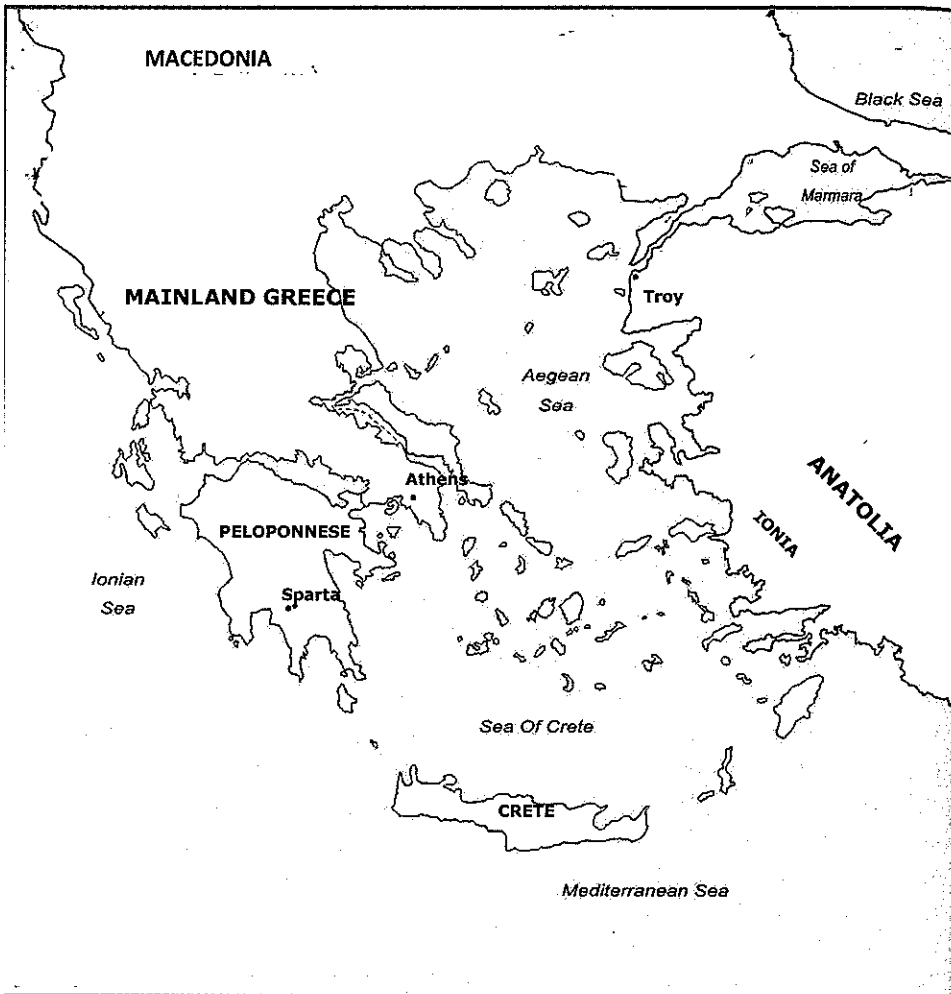 MACEDONIA
Black Sea
Sea of
Marmara
MAINLAND GREECE
Troy
Aegean
Sea
Athens
ANATOLIA
IONIA
PELOPONNESE
Ionian
Sea
Sparta
Sea Of Crete
CRETE
Mediterranean Sea